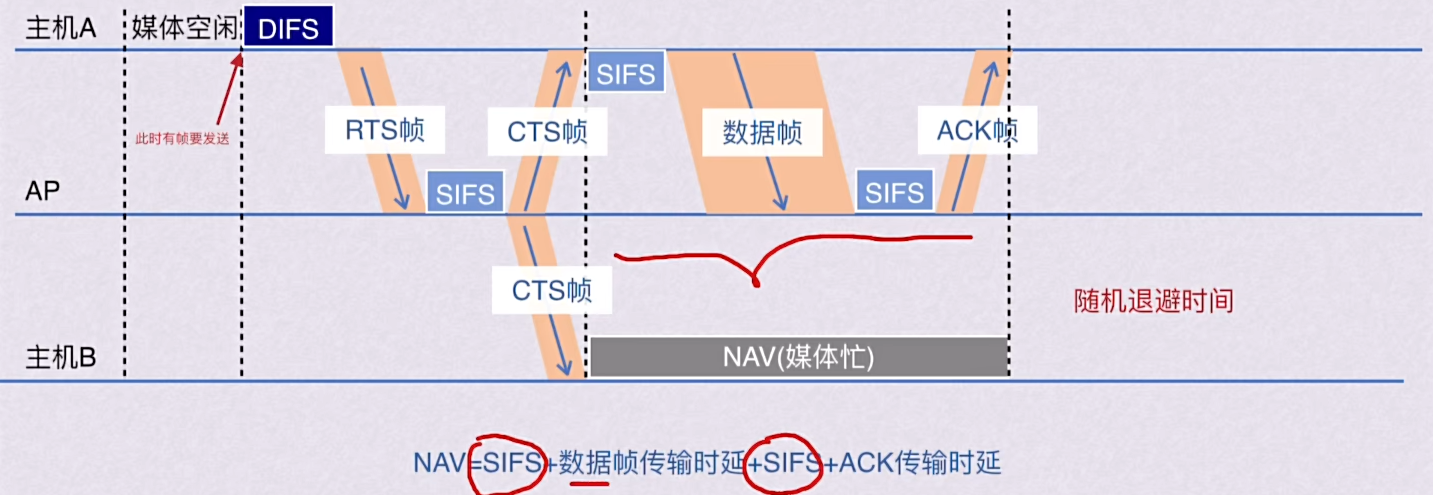 主机A 媒体空闲 DIFS
SIFS
此时有帧要发送
RTS帧 CTS帧 数据帧 ACK帧
AP SIFS SIFS
CTS帧
随机退避时间
主机B NAV(媒体忙)
NAV=SIFS+数据帧传输时延+SIFS+ACK传输时延